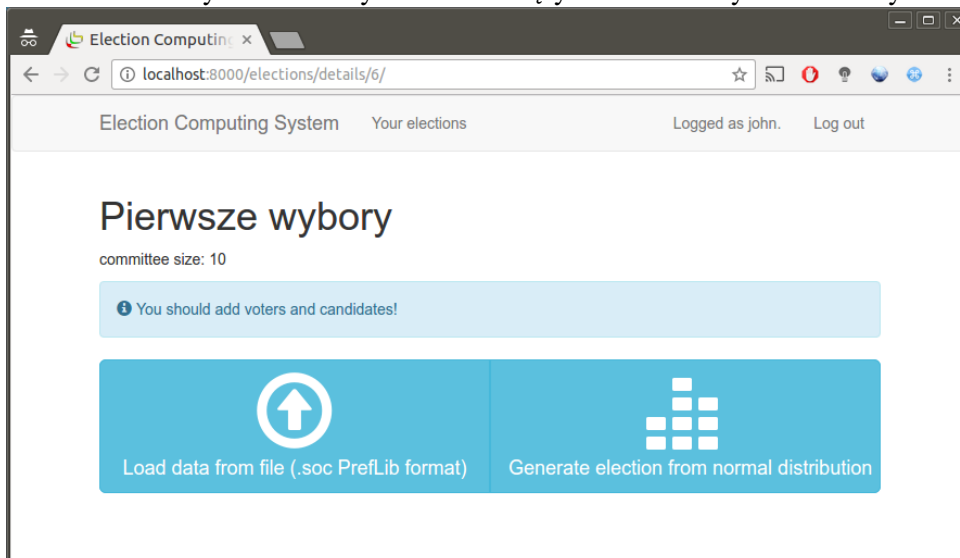 Election Computing
localhost:8000/elections/details/6/
Election Computing System Your elections Logged as john. Log out
Pierwsze wybory
committee size: 10
You should add voters and candidates!
Load data from file (.soc PrefLib format) Generate election from normal distribution